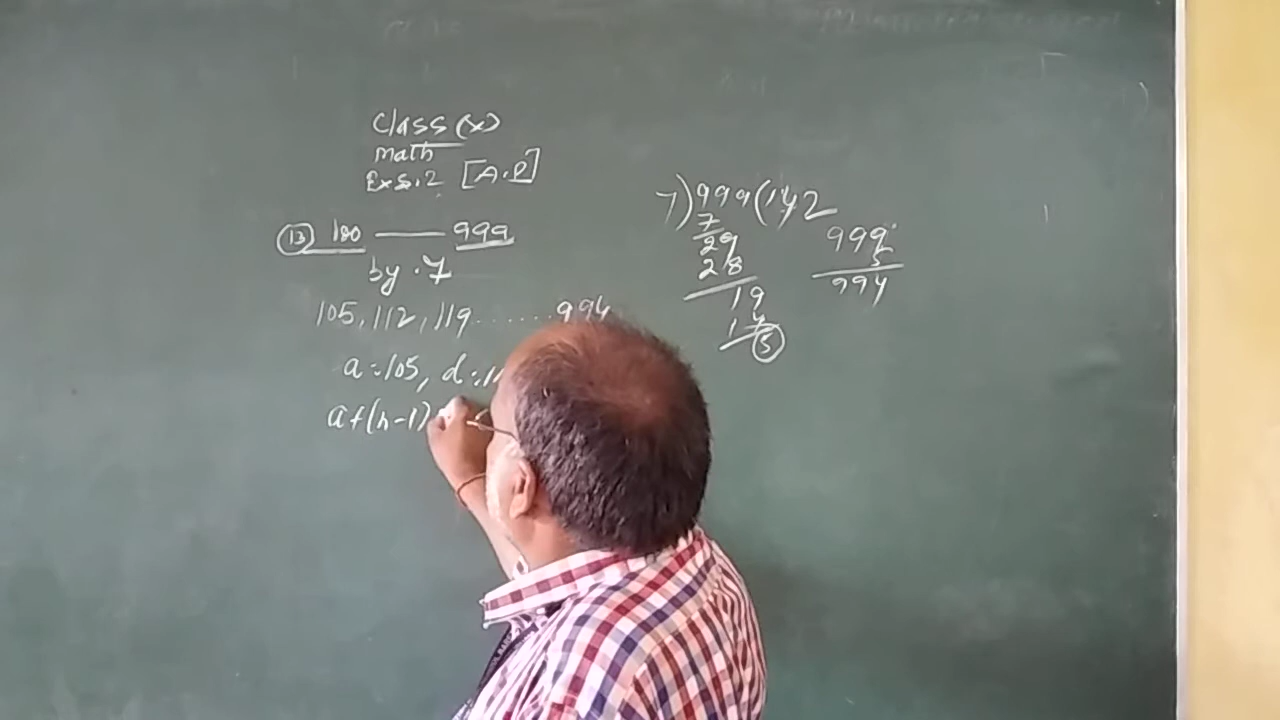 Class (x)
Math
Ex 5.2 [A.P]
(13) 100 —— 999
by . 7
105, 112, 119 ....... 994
a = 105, d =
a + (n-1)
7)999(142
7
29
28
19
14
5
999
5
994